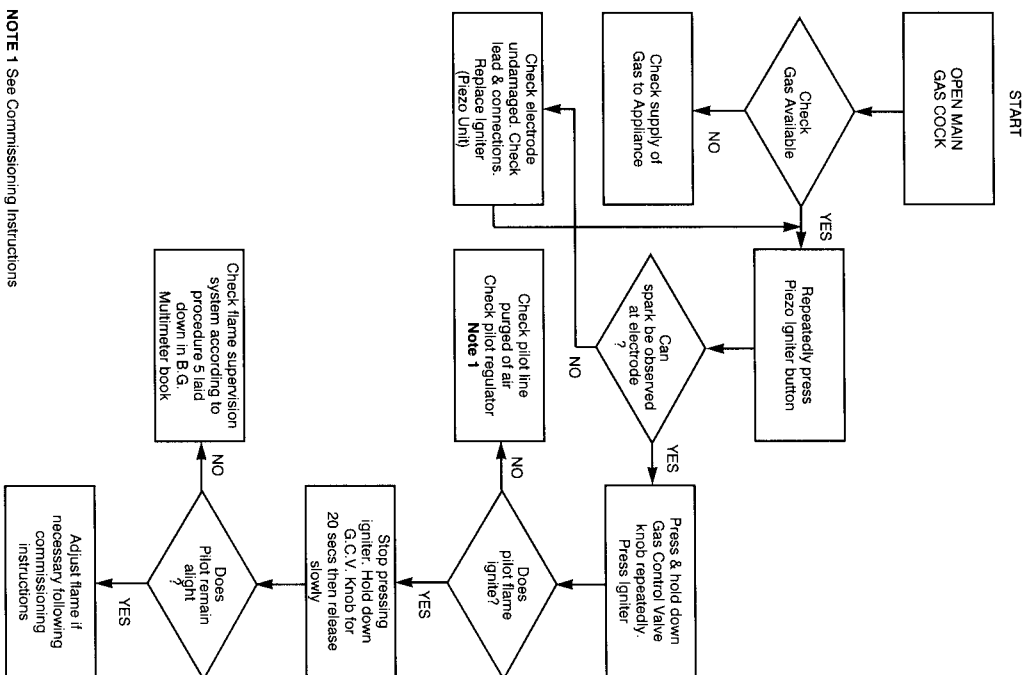 START
OPEN MAIN
GAS COCK
Check
Gas Available
NO
YES
Check supply of
Gas to Appliance
Repeatedly press
Piezo Igniter button
Can
spark be observed
at electrode
?
NO
YES
Check electrode
undamaged. Check
lead & connections.
Replace Igniter
(Piezo Unit)
Press & hold down
Gas Control Valve
knob repeatedly.
Press Igniter
Does
pilot flame
ignite?
NO
YES
Check pilot line
purged of air
Check pilot regulator
Note 1
Stop pressing
igniter. Hold down
G.C.V. Knob for
20 secs then release
slowly
Does
Pilot remain
alight
?
NO
YES
Check flame supervision
system according to
procedure 5 laid
down in B.G.
Multimeter book
Adjust flame if
necessary following
commissioning
instructions
NOTE 1 See Commissioning Instructions